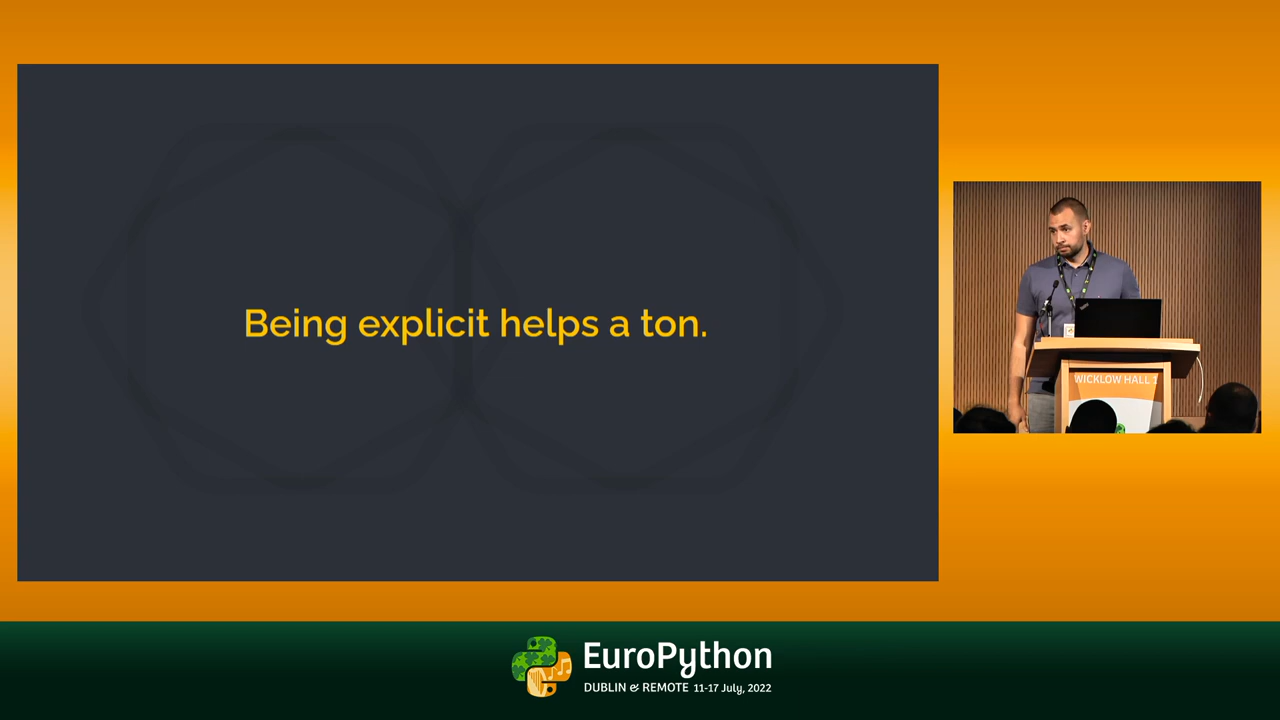 Being explicit helps a ton.
WICKLOW HALL 1
EuroPython
DUBLIN & REMOTE 11-17 July, 2022